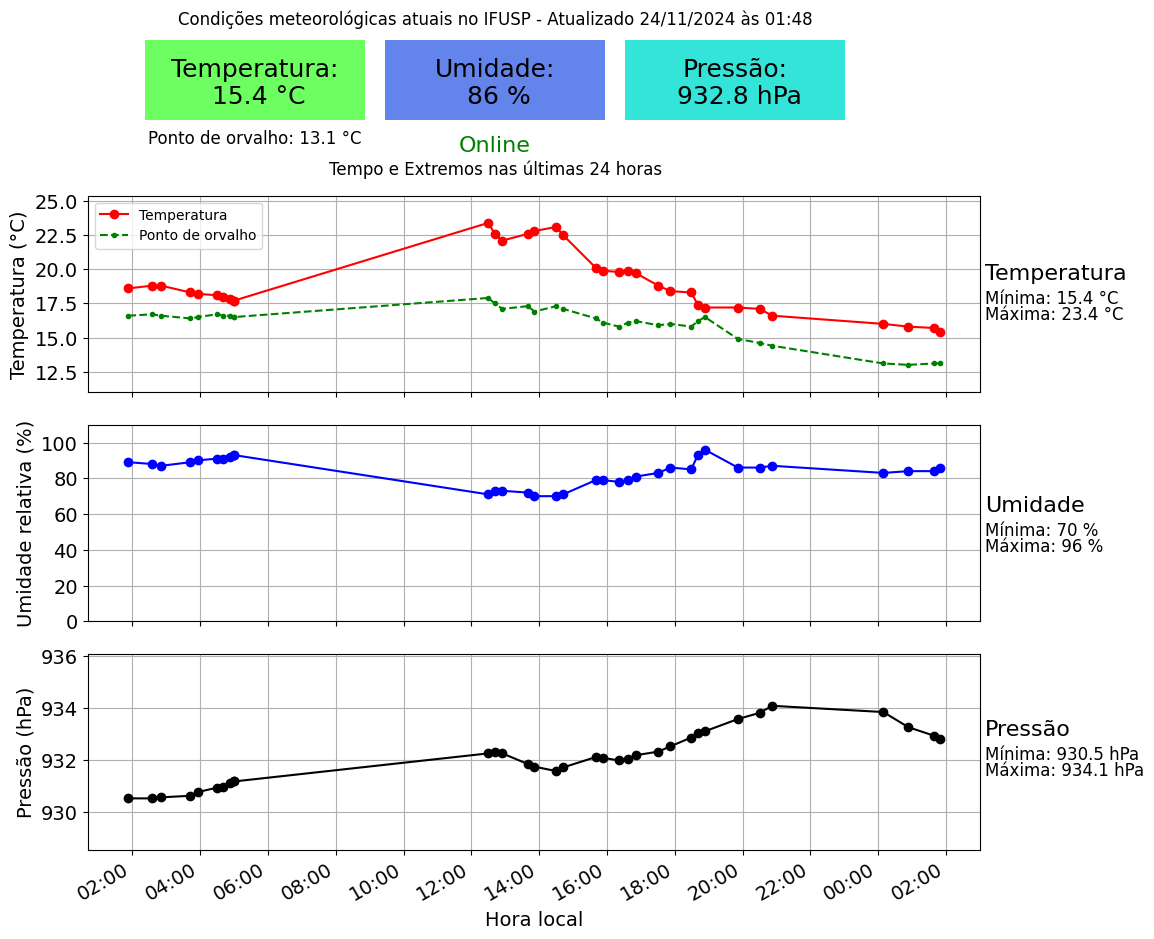 Condições meteorológicas atuais no IFUSP - Atualizado 24/11/2024 às 01:48
Temperatura:
15.4 °C
Umidade:
86 %
Pressão:
932.8 hPa
Ponto de orvalho: 13.1 °C
Online
Tempo e Extremos nas últimas 24 horas
Temperatura (°C)
25.0
22.5
20.0
17.5
15.0
12.5
Temperatura
Ponto de orvalho
Temperatura
Mínima: 15.4 °C
Máxima: 23.4 °C
Umidade relativa (%)
100
80
60
40
20
0
Umidade
Mínima: 70 %
Máxima: 96 %
Pressão (hPa)
936
934
932
930
Pressão
Mínima: 930.5 hPa
Máxima: 934.1 hPa
02:00 04:00 06:00 08:00 10:00 12:00 14:00 16:00 18:00 20:00 22:00 00:00 02:00
Hora local